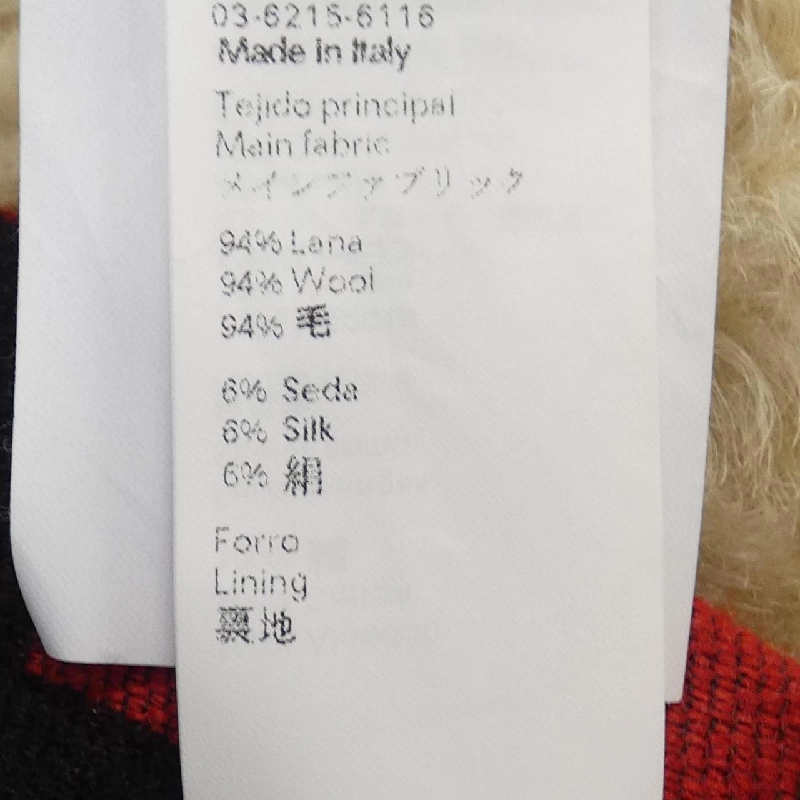 03-6215-6116
Made in Italy
Tejido principal
Main fabric
メインファブリック
94% Lana
94% Wool
94% 毛
6% Seda
6% Silk
6% 絹
Forro
Lining
裏地